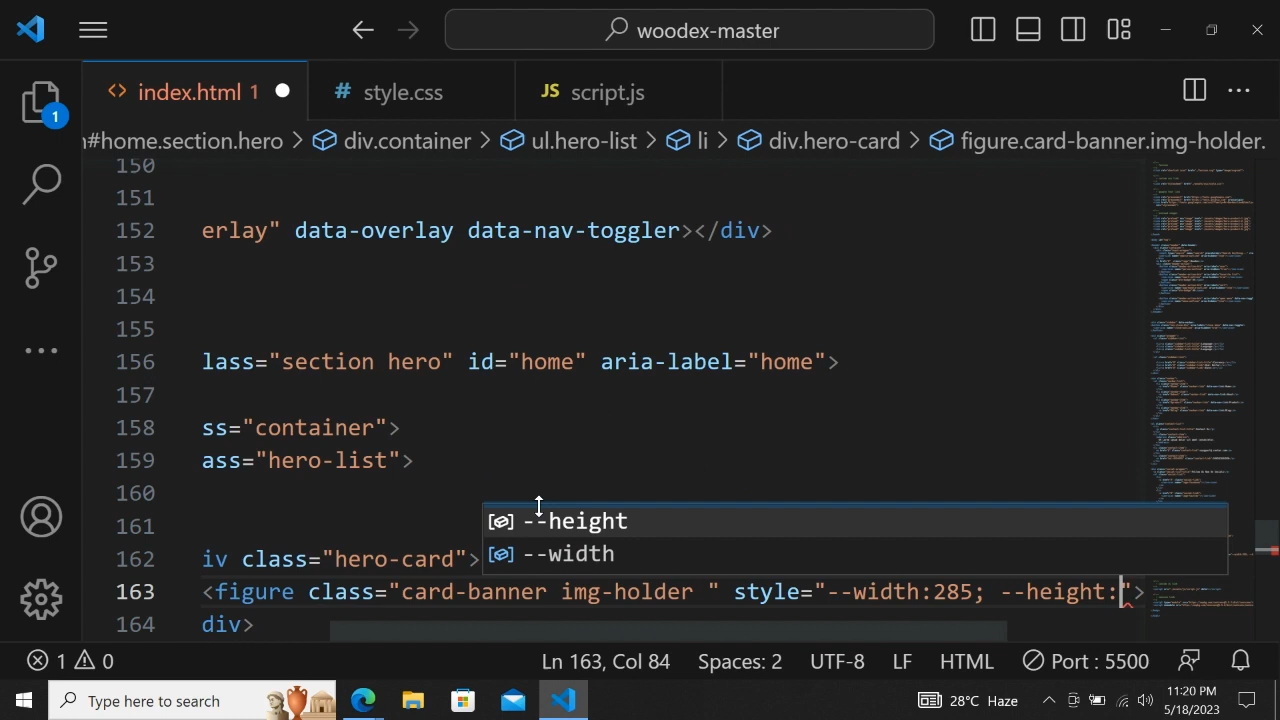 woodex-master
index.html 1
style.css
JS script.js
n#home.section.hero > div.container > ul.hero-list > li > div.hero-card > figure.card-banner.img-holder.
150
151
152 erlay" data-overlay data-nav-toggler></div>
153
154
155
156 lass="section hero" id="home" aria-label="home">
157
158 ss="container">
159 ass="hero-list">
160
161
162 iv class="hero-card">
163 <figure class="card-banner img-holder " style="--width:285; --height:">
164 div>
--height
--width
1
1 0 Ln 163, Col 84 Spaces: 2 UTF-8 LF HTML Port : 5500
Type here to search
28°C Haze
11:20 PM
5/18/2023